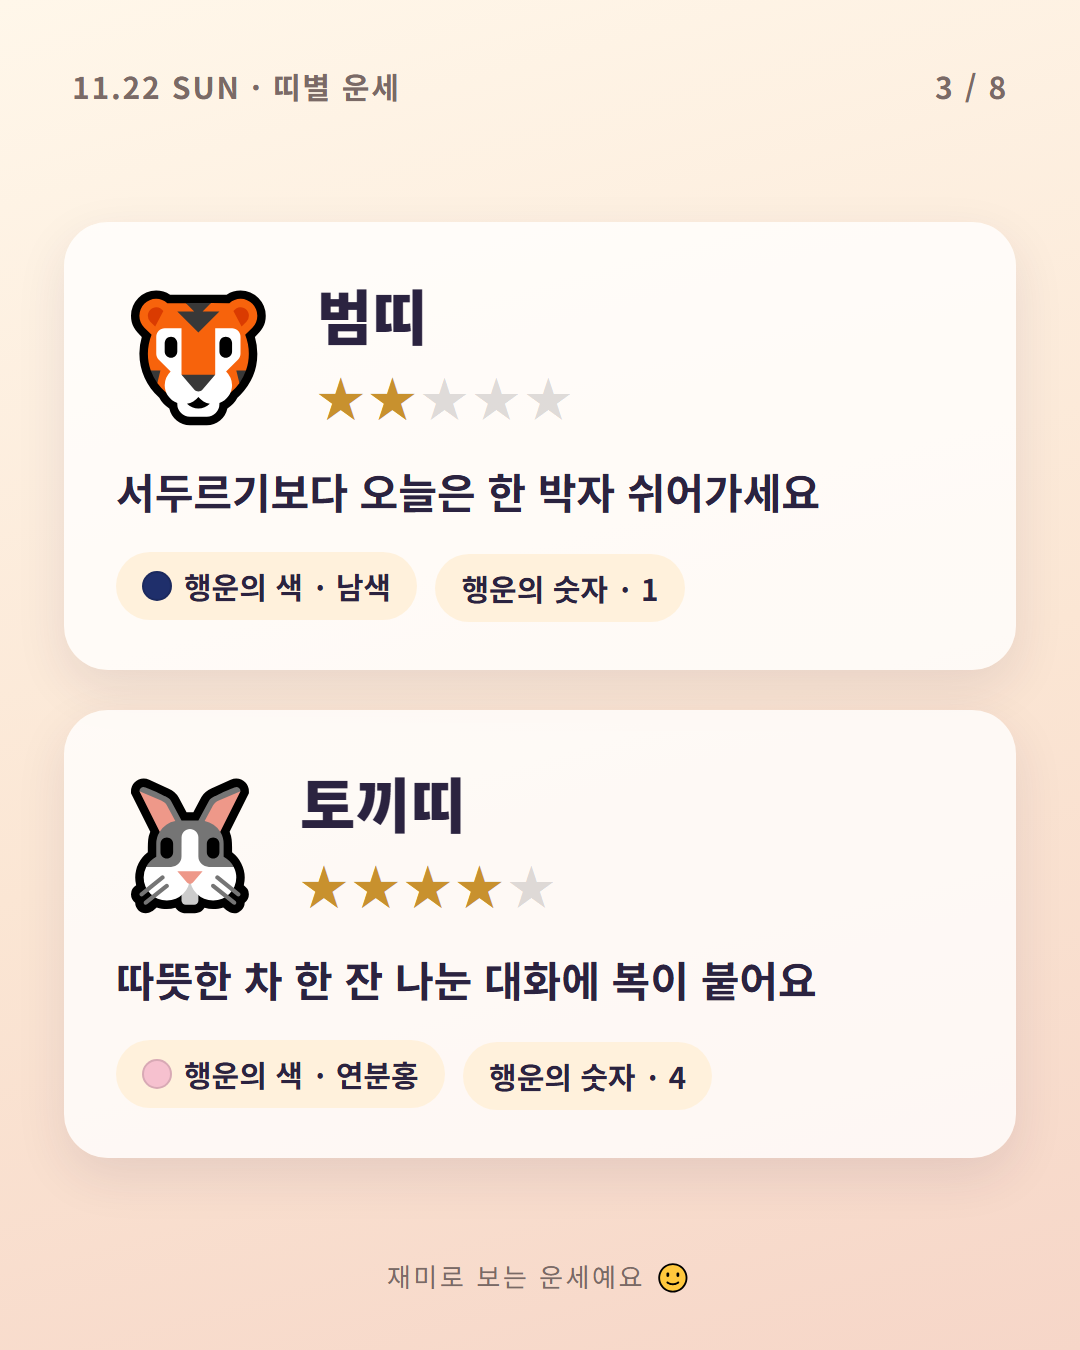 11.22 SUN · 띠별 운세
3 / 8
범띠
★★★★★
서두르기보다 오늘은 한 박자 쉬어가세요
행운의 색 · 남색
행운의 숫자 · 1
토끼띠
★★★★★
따뜻한 차 한 잔 나눈 대화에 복이 붙어요
행운의 색 · 연분홍
행운의 숫자 · 4
재미로 보는 운세예요 🙂